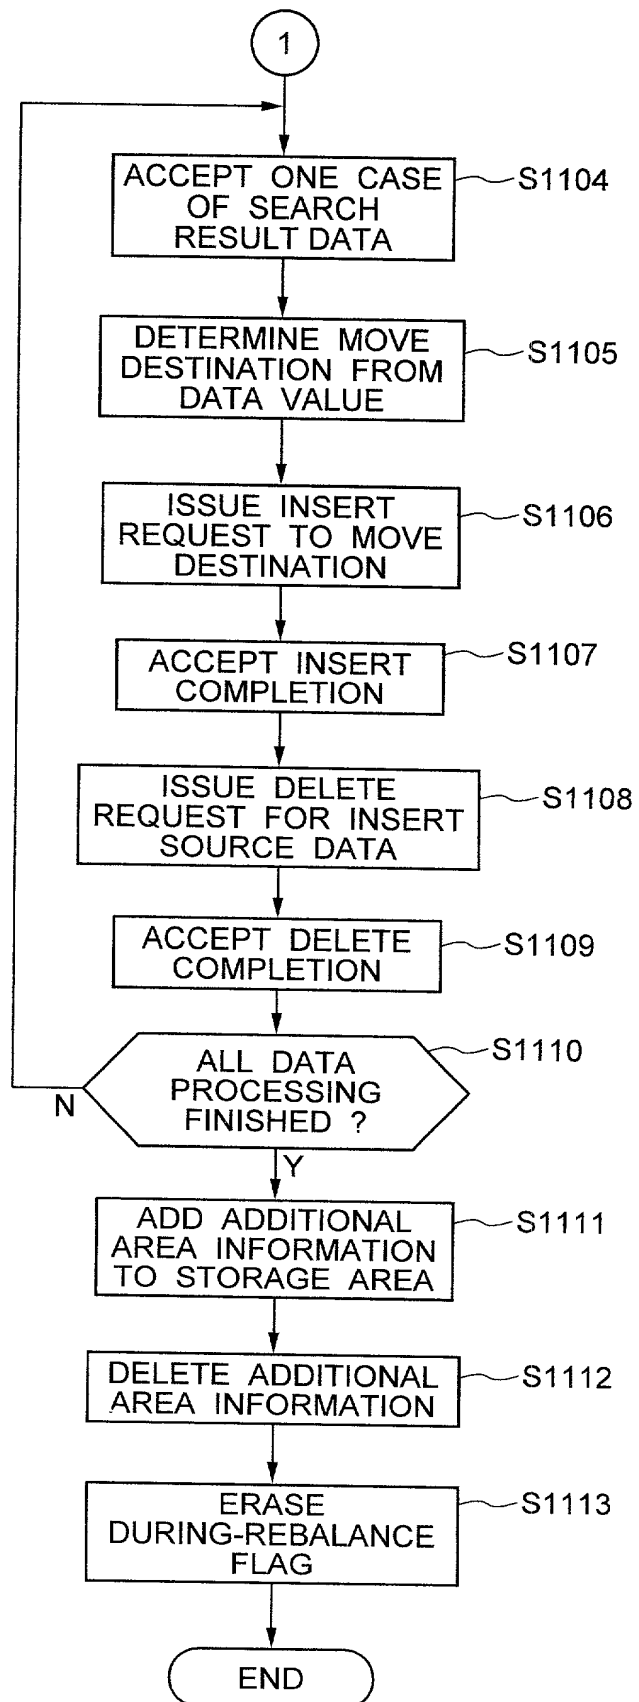 1
ACCEPT ONE CASE
OF SEARCH
RESULT DATA
S1104
DETERMINE MOVE
DESTINATION FROM
DATA VALUE
S1105
ISSUE INSERT
REQUEST TO MOVE
DESTINATION
S1106
ACCEPT INSERT
COMPLETION
S1107
ISSUE DELETE
REQUEST FOR INSERT
SOURCE DATA
S1108
ACCEPT DELETE
COMPLETION
S1109
ALL DATA
PROCESSING
FINISHED ?
S1110
N
Y
ADD ADDITIONAL
AREA INFORMATION
TO STORAGE AREA
S1111
DELETE ADDITIONAL
AREA INFORMATION
S1112
ERASE
DURING-REBALANCE
FLAG
S1113
END